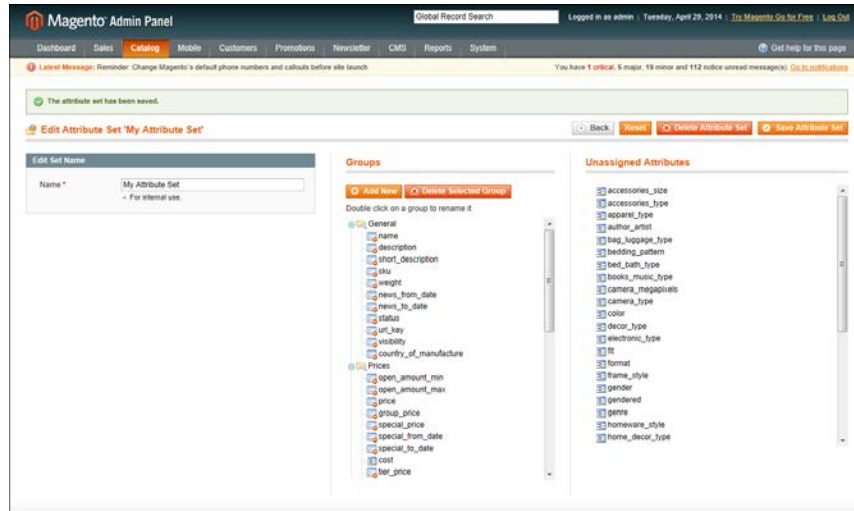 Magento Admin Panel
Global Record Search
Logged in as admin | Tuesday, April 29, 2014 | Try Magento Go for Free | Log Out
Dashboard Sales Catalog Mobile Customers Promotions Newsletter CMS Reports System
Get help for this page
Latest Message: Reminder: Change Magento's default phone numbers and callouts before site launch
You have 1 critical, 5 major, 19 minor and 112 notice unread message(s). Go to notifications
The attribute set has been saved.
Edit Attribute Set 'My Attribute Set'
Back Reset Delete Attribute Set Save Attribute Set
Edit Set Name
Name *
My Attribute Set
For internal use.
Groups
Add New Delete Selected Group
Double click on a group to rename it
General
name
description
short_description
sku
weight
news_from_date
news_to_date
status
url_key
visibility
country_of_manufacture
Prices
open_amount_min
open_amount_max
price
group_price
special_price
special_from_date
special_to_date
cost
tier_price
Unassigned Attributes
accessories_size
accessories_type
apparel_type
author_artist
bag_luggage_type
bedding_pattern
bed_bath_type
books_music_type
camera_megapixels
camera_type
color
decor_type
electronic_type
fit
format
frame_style
gender
gendered
genre
homeware_style
home_decor_type